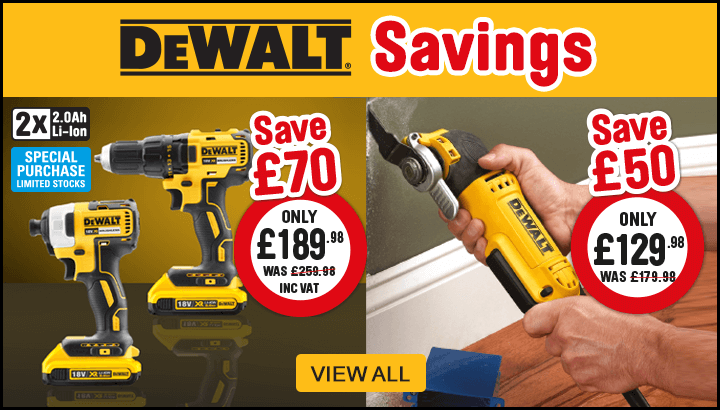 DEWALT® Savings
2x 2.0Ah
Li-Ion
SPECIAL
PURCHASE
LIMITED STOCKS
Save
£70
ONLY
£189.98
WAS £259.98
INC VAT
DEWALT
DEWALT
18V XR
18V XR
Save
£50
ONLY
£129.98
WAS £179.98
DEWALT
VIEW ALL